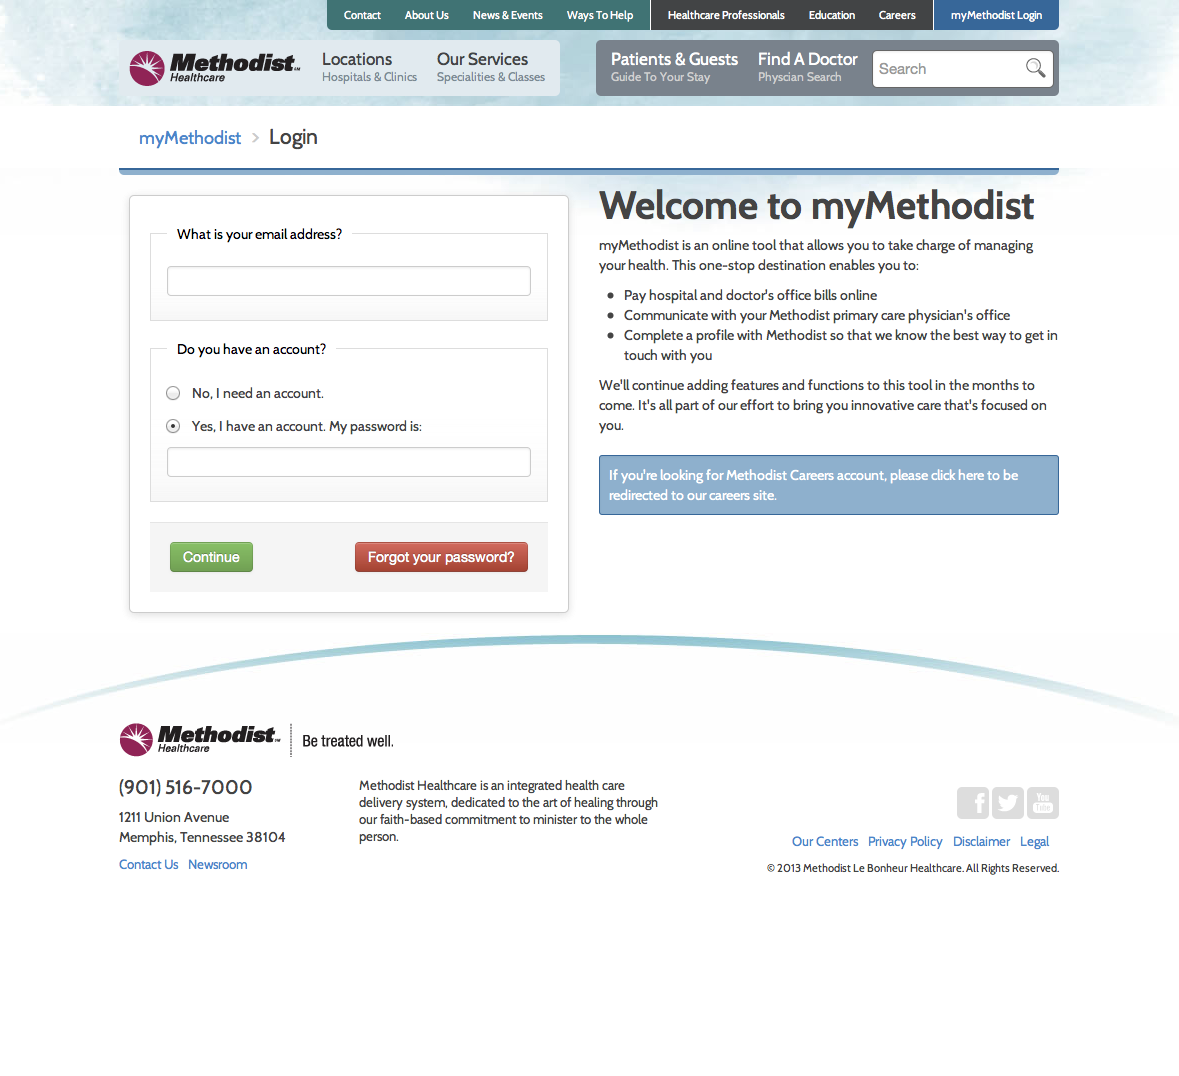 Contact About Us News & Events Ways To Help Healthcare Professionals Education Careers myMethodist Login
Methodist
Healthcare
Locations
Hospitals & Clinics
Our Services
Specialities & Classes
Patients & Guests
Guide To Your Stay
Find A Doctor
Physcian Search
Search
myMethodist > Login
What is your email address?
Do you have an account?
No, I need an account.
Yes, I have an account. My password is:
Continue
Forgot your password?
Welcome to myMethodist
myMethodist is an online tool that allows you to take charge of managing
your health. This one-stop destination enables you to:
• Pay hospital and doctor's office bills online
• Communicate with your Methodist primary care physician's office
• Complete a profile with Methodist so that we know the best way to get in
touch with you
We'll continue adding features and functions to this tool in the months to
come. It's all part of our effort to bring you innovative care that's focused on
you.
If you're looking for Methodist Careers account, please click here to be
redirected to our careers site.
Methodist
Healthcare
Be treated well.
(901) 516-7000
1211 Union Avenue
Memphis, Tennessee 38104
Contact Us Newsroom
Methodist Healthcare is an integrated health care
delivery system, dedicated to the art of healing through
our faith-based commitment to minister to the whole
person.
f
You
Tube
Our Centers Privacy Policy Disclaimer Legal
© 2013 Methodist Le Bonheur Healthcare. All Rights Reserved.